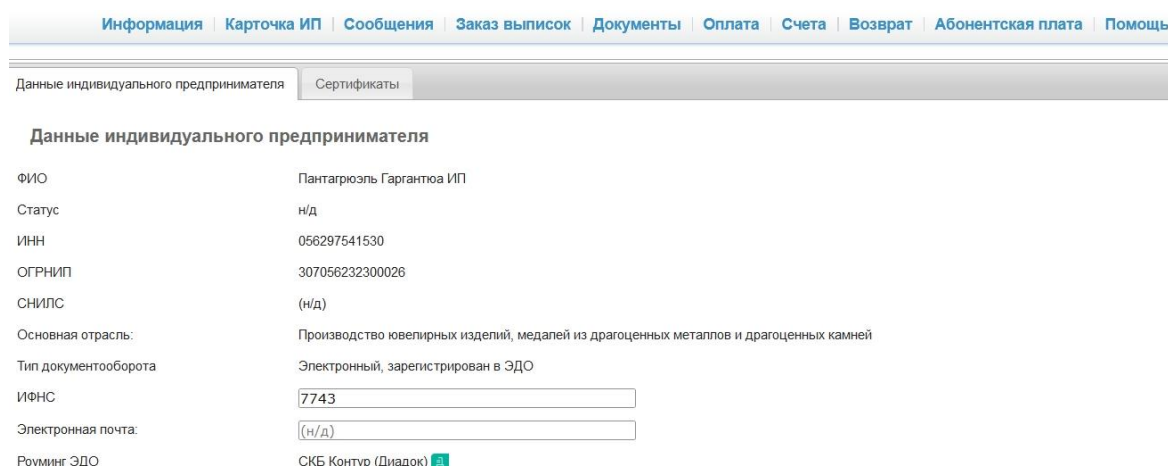 Информация Карточка ИП Сообщения Заказ выписок Документы Оплата Счета Возврат Абонентская плата Помощь
Данные индивидуального предпринимателя Сертификаты
Данные индивидуального предпринимателя
ФИО Пантагрюэль Гаргантюа ИП
Статус н/д
ИНН 056297541530
ОГРНИП 307056232300026
СНИЛС (н/д)
Основная отрасль: Производство ювелирных изделий, медалей из драгоценных металлов и драгоценных камней
Тип документооборота Электронный, зарегистрирован в ЭДО
ИФНС 7743
Электронная почта: (н/д)
Роуминг ЭДО СКБ Контур (Диадок)